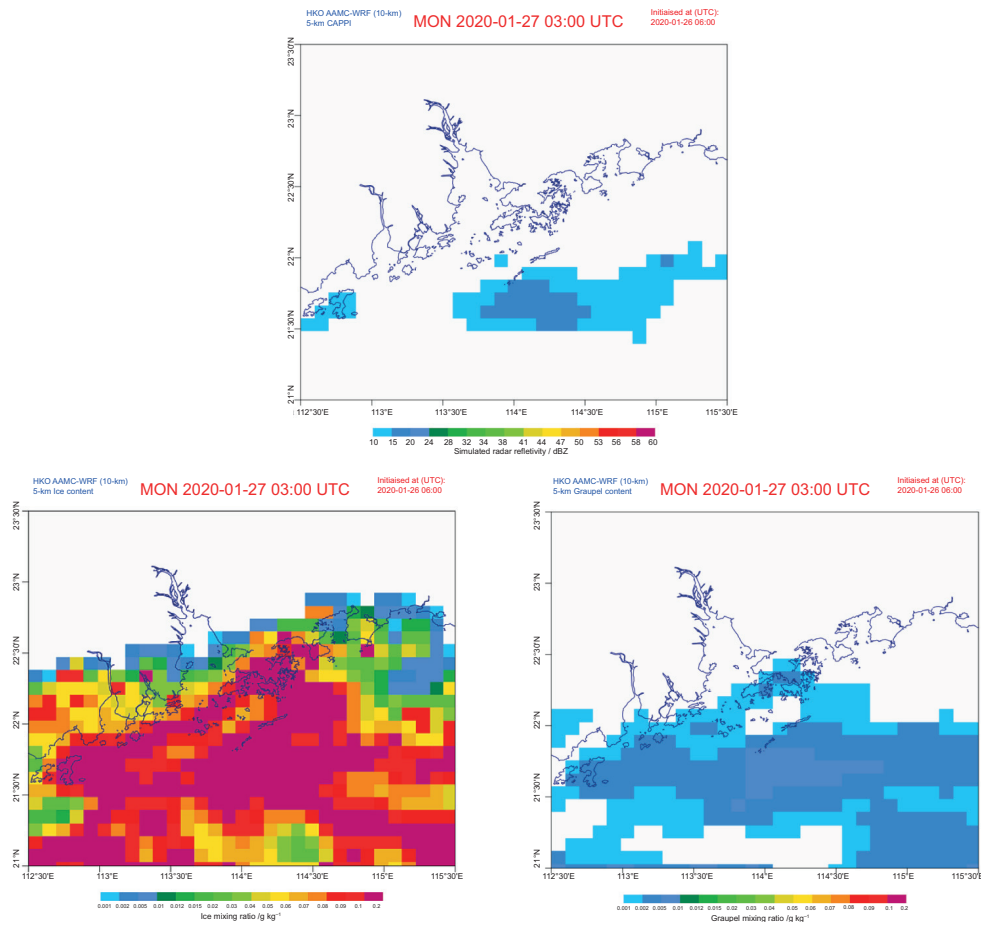 HKO AAMC-WRF (10-km)
5-km CAPPI
MON 2020-01-27 03:00 UTC
Initiaised at (UTC):
2020-01-26 06:00
23°30'N
23°N
22°30'N
22°N
21°30'N
21°N
112°30'E 113°E 113°30'E 114°E 114°30'E 115°E 115°30'E
10 15 20 24 28 32 34 38 41 44 47 50 53 56 58 60
Simulated radar refletivity / dBZ
HKO AAMC-WRF (10-km)
5-km Ice content
MON 2020-01-27 03:00 UTC
Initiaised at (UTC):
2020-01-26 06:00
23°30'N
23°N
22°30'N
22°N
21°30'N
21°N
112°30'E 113°E 113°30'E 114°E 114°30'E 115°E 115°30'E
0.001 0.002 0.005 0.01 0.012 0.015 0.02 0.03 0.04 0.05 0.06 0.07 0.08 0.09 0.1 0.2
Ice mixing ratio /g kg⁻¹
HKO AAMC-WRF (10-km)
5-km Graupel content
MON 2020-01-27 03:00 UTC
Initiaised at (UTC):
2020-01-26 06:00
23°30'N
23°N
22°30'N
22°N
21°30'N
21°N
112°30'E 113°E 113°30'E 114°E 114°30'E 115°E 115°30'E
0.001 0.002 0.005 0.01 0.012 0.015 0.02 0.03 0.04 0.05 0.06 0.07 0.08 0.09 0.1 0.2
Graupel mixing ratio /g kg⁻¹